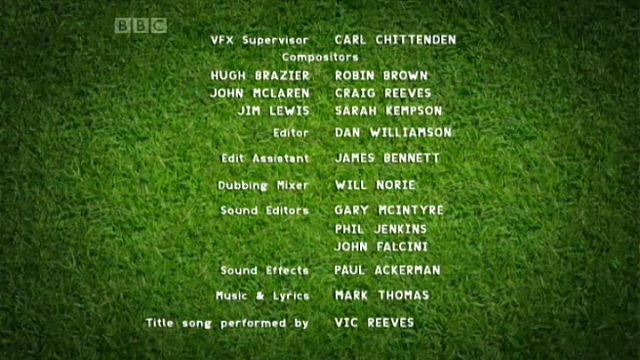 BBC
VFX Supervisor CARL CHITTENDEN
Compositors
HUGH BRAZIER ROBIN BROWN
JOHN MCLAREN CRAIG REEVES
JIM LEWIS SARAH KEMPSON
Editor DAN WILLIAMSON
Edit Assistant JAMES BENNETT
Dubbing Mixer WILL NORIE
Sound Editors GARY MCINTYRE
PHIL JENKINS
JOHN FALCINI
Sound Effects PAUL ACKERMAN
Music & Lyrics MARK THOMAS
Title song performed by VIC REEVES